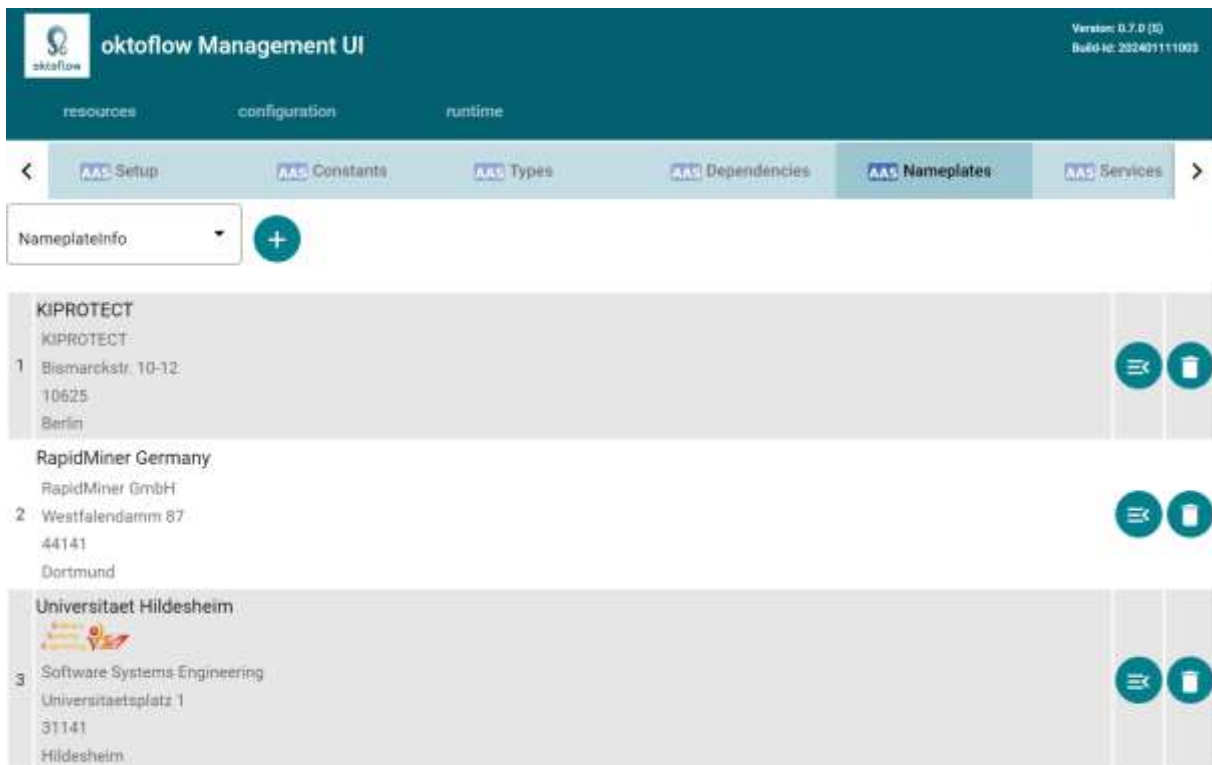 oktoflow
oktoflow Management UI
Version: 0.7.0 (S)
Build-Id: 202401111003
resources configuration runtime
AAS Setup AAS Constants AAS Types AAS Dependencies AAS Nameplates AAS Services
NameplateInfo
KIPROTECT
KIPROTECT
1 Bismarckstr. 10-12
10625
Berlin
RapidMiner Germany
RapidMiner GmbH
2 Westfalendamm 87
44141
Dortmund
Universitaet Hildesheim
3 Software Systems Engineering
Universitaetsplatz 1
31141
Hildesheim